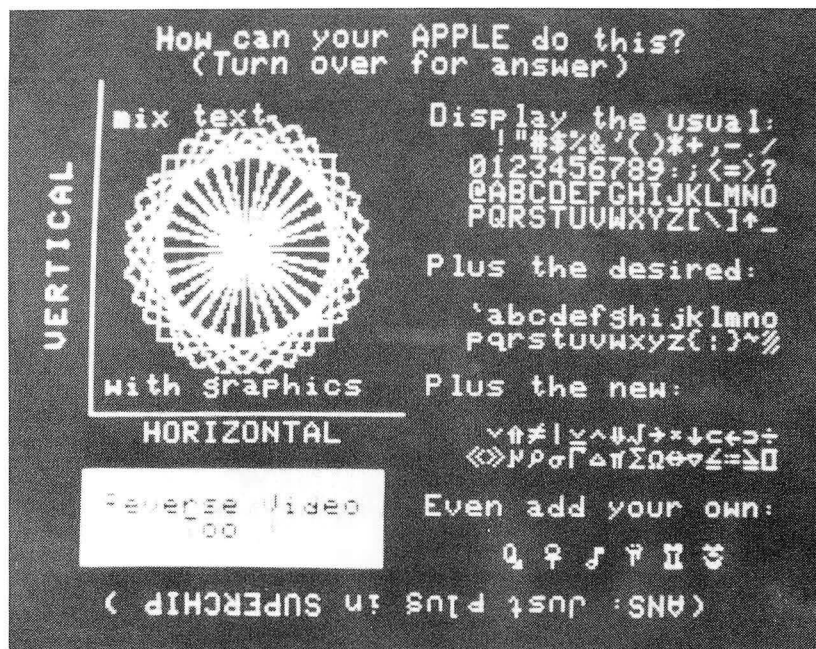 How can your APPLE do this?
(Turn over for answer)
mix text
VERTICAL
with graphics
HORIZONTAL
Reverse Video
Too
Display the usual:
!"#$%&'()*+,-./
0123456789:;<=>?
@ABCDEFGHIJKLMNO
PQRSTUVWXYZ[\]↑_
Plus the desired:
`abcdefghijklmno
pqrstuvwxyz{:}~
Plus the new:
≠|→×↓⊂←⊃÷
σΓπΣΩ
Even add your own:
(ANS: Just plug in SUPERCHIP )